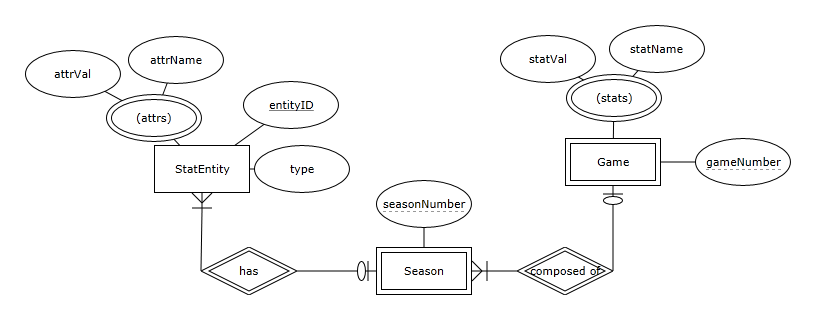 statName
attrName
statVal
attrVal
(stats)
entityID
(attrs)
Game
gameNumber
StatEntity
type
seasonNumber
has
Season
composed of